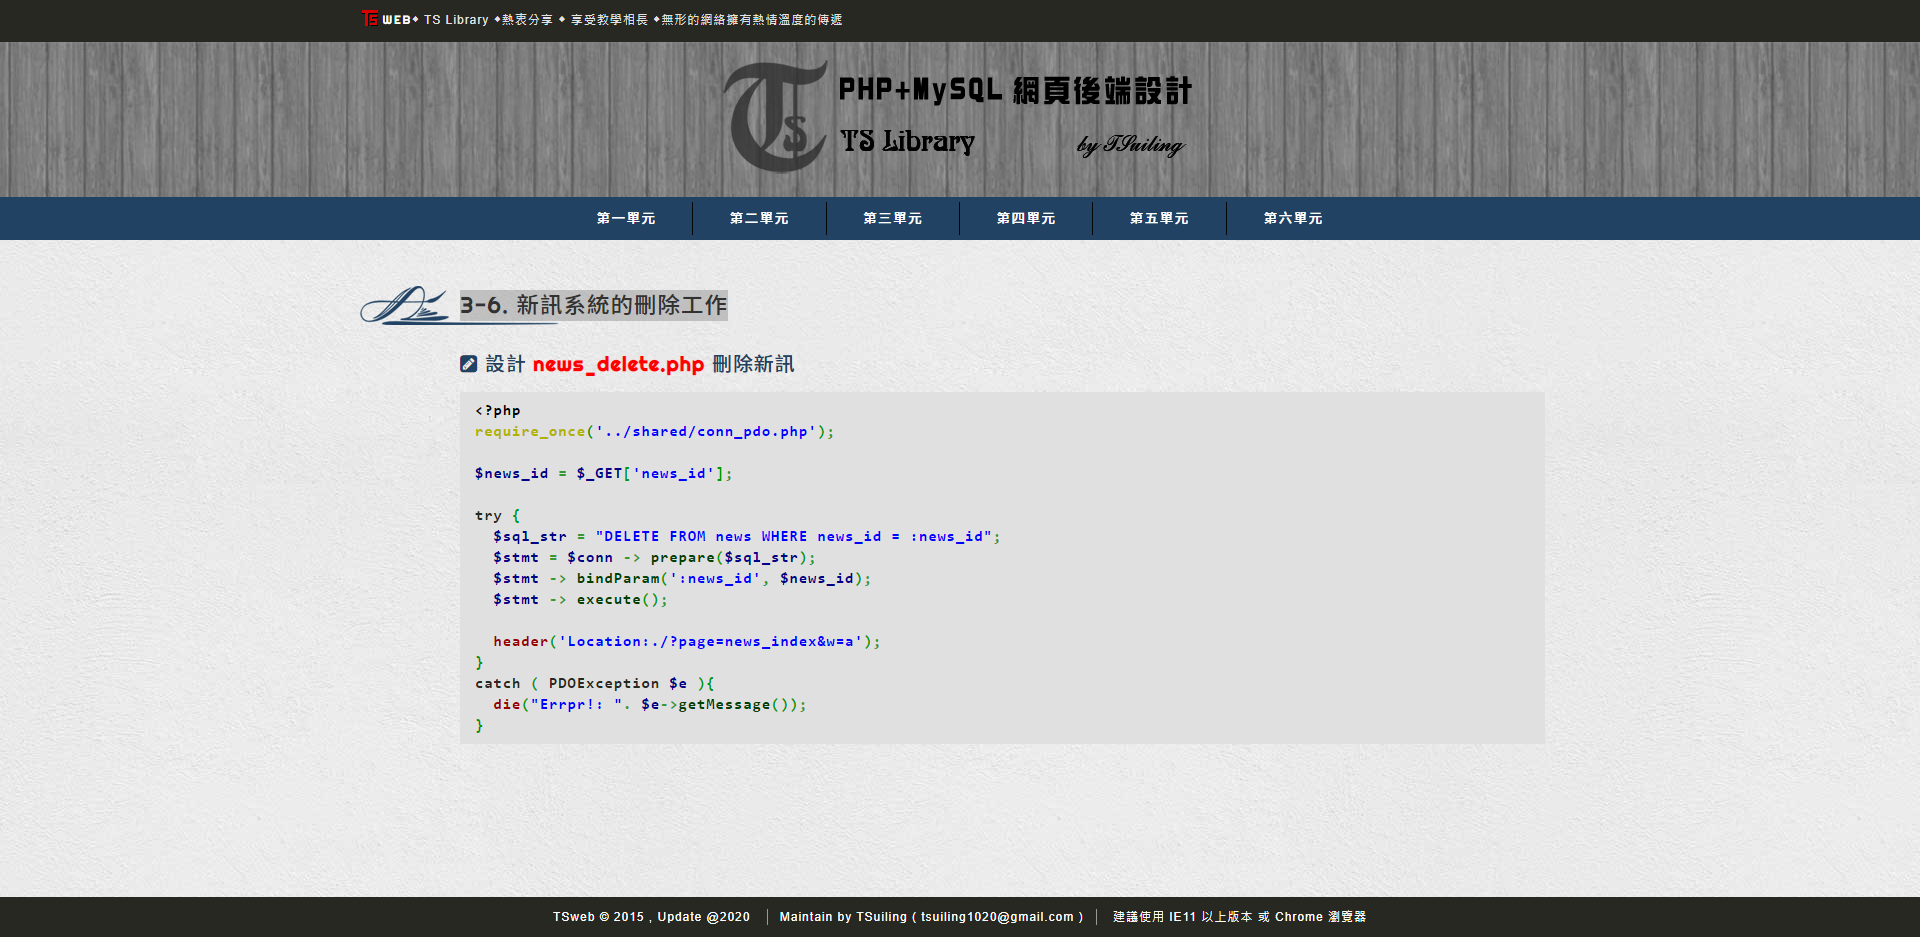 TS WEB◆ TS Library ◆熱衷分享 ◆ 享受教學相長 ◆無形的網絡擁有熱情溫度的傳遞
PHP+MySQL 網頁後端設計
TS Library by TSuiling
第一單元 第二單元 第三單元 第四單元 第五單元 第六單元
3-6. 新訊系統的刪除工作
設計 news_delete.php 刪除新訊
<?php
require_once('../shared/conn_pdo.php');
$news_id = $_GET['news_id'];
try {
$sql_str = "DELETE FROM news WHERE news_id = :news_id";
$stmt = $conn -> prepare($sql_str);
$stmt -> bindParam(':news_id', $news_id);
$stmt -> execute();
header('Location:./?page=news_index&w=a');
}
catch ( PDOException $e ){
die("Errpr!: ". $e->getMessage());
}
TSweb © 2015 , Update @2020 │ Maintain by TSuiling ( tsuiling1020@gmail.com ) │ 建議使用 IE11 以上版本 或 Chrome 瀏覽器